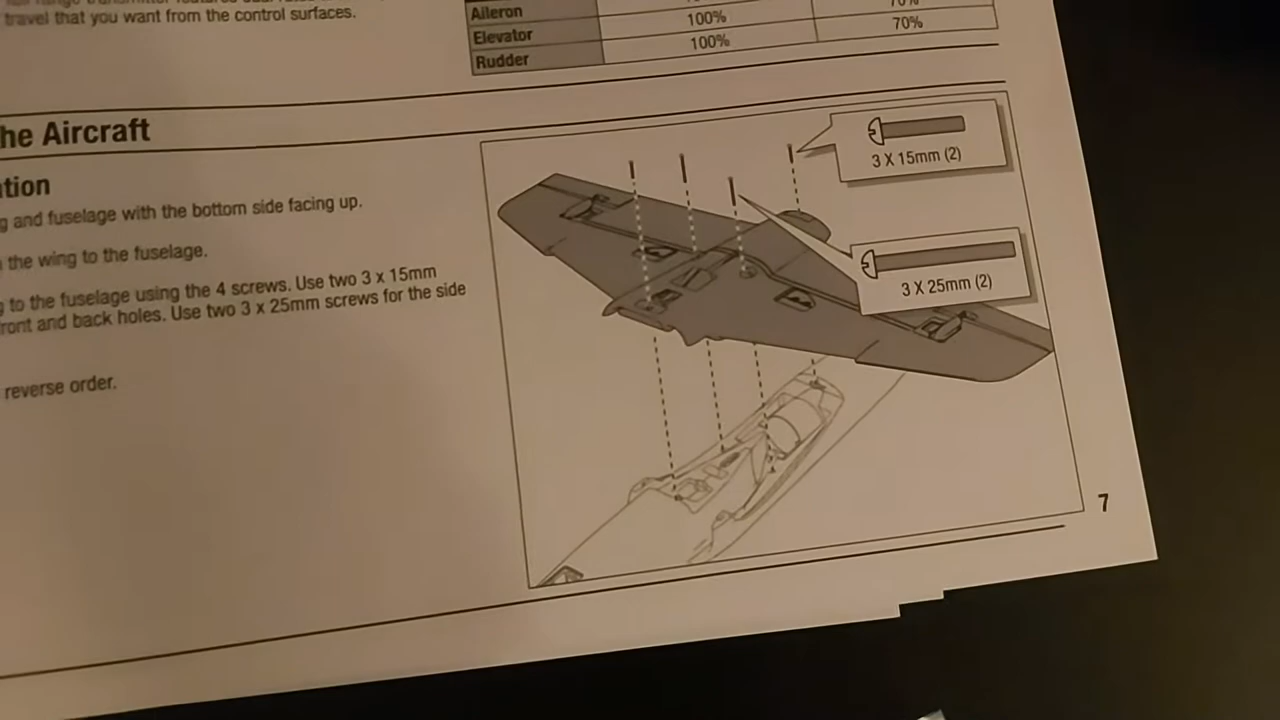 travel that you want from the control surfaces.
Aileron
100%
70%
Elevator
100%
70%
Rudder
he Aircraft
tion
g and fuselage with the bottom side facing up.
the wing to the fuselage.
g to the fuselage using the 4 screws. Use two 3 x 15mm
ront and back holes. Use two 3 x 25mm screws for the side
reverse order.
3 X 15mm (2)
3 X 25mm (2)
7